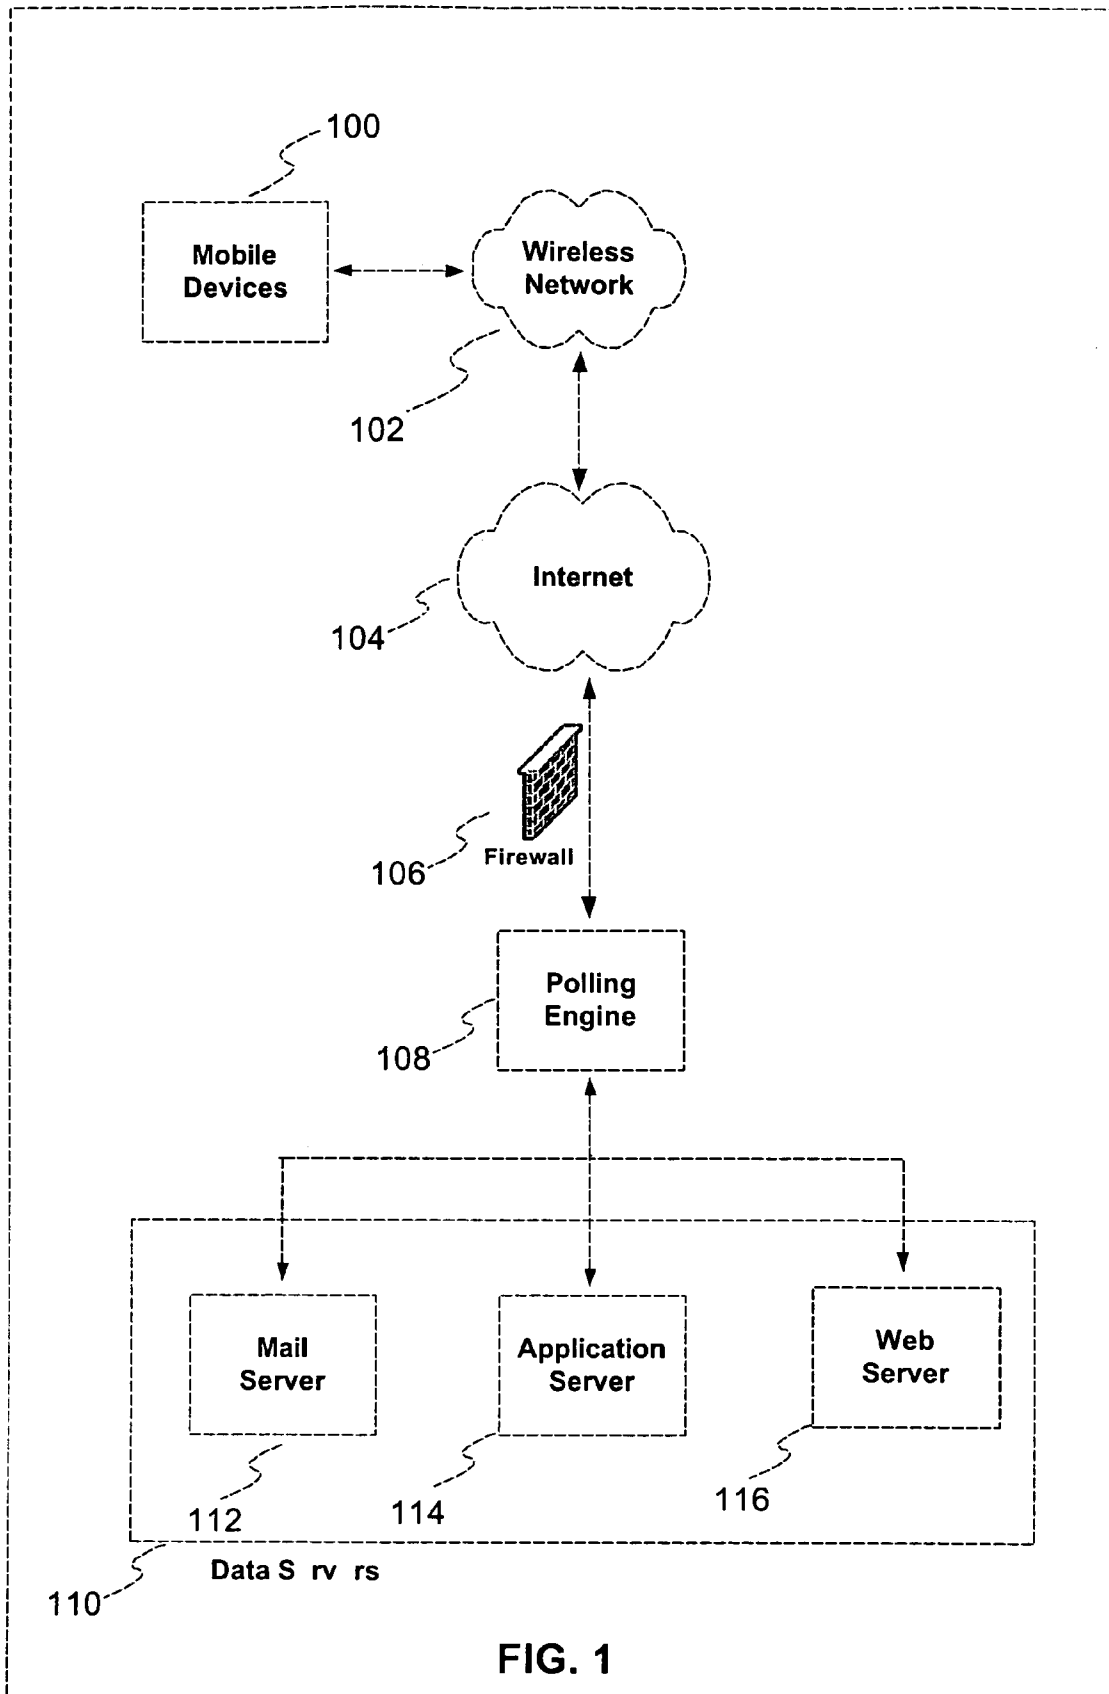 100
Mobile
Devices
Wireless
Network
102
Internet
104
Firewall
106
Polling
Engine
108
Mail
Server
Application
Server
Web
Server
112
114
116
Data S rv rs
110
FIG. 1